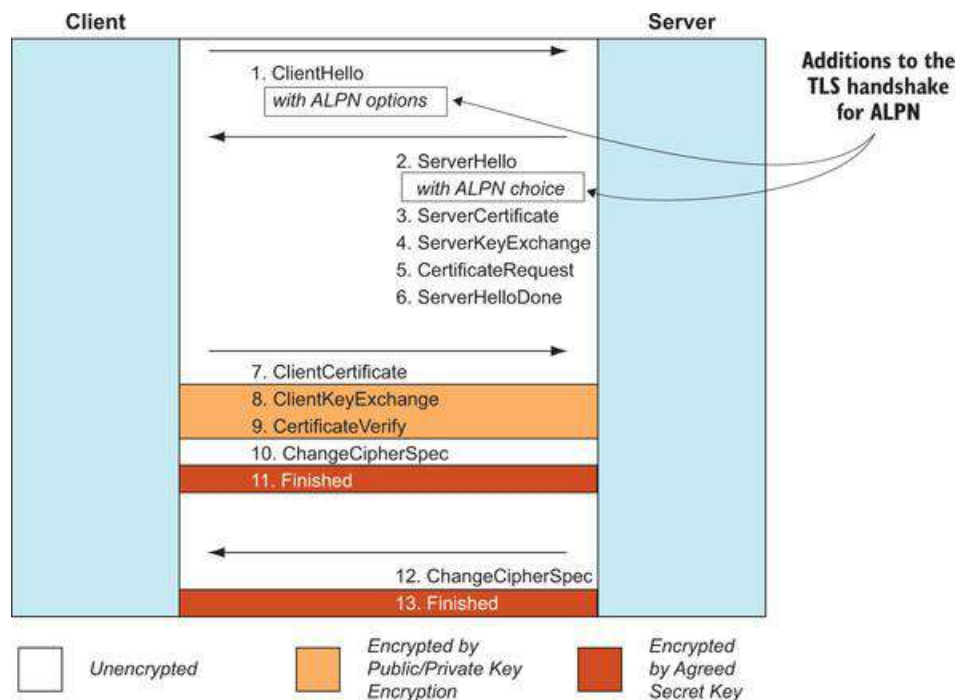 Client
Server
Additions to the
TLS handshake
for ALPN
1. ClientHello
with ALPN options
2. ServerHello
with ALPN choice
3. ServerCertificate
4. ServerKeyExchange
5. CertificateRequest
6. ServerHelloDone
7. ClientCertificate
8. ClientKeyExchange
9. CertificateVerify
10. ChangeCipherSpec
11. Finished
12. ChangeCipherSpec
13. Finished
Unencrypted
Encrypted by
Public/Private Key
Encryption
Encrypted
by Agreed
Secret Key